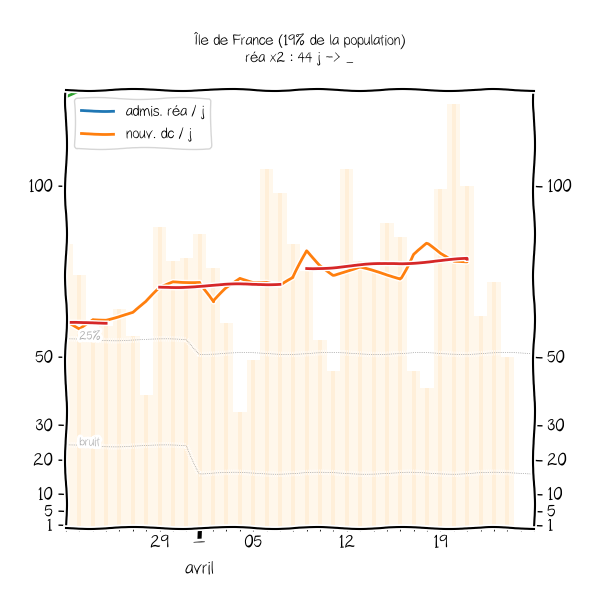 Île de France (19% de la population)
réa x2 : 44 j -> _
admis. réa / j
nouv. dc / j
100 100
25%
50 50
bruit
30 30
20 20
10 10
5 5
1 1
29 05 12 19
avril